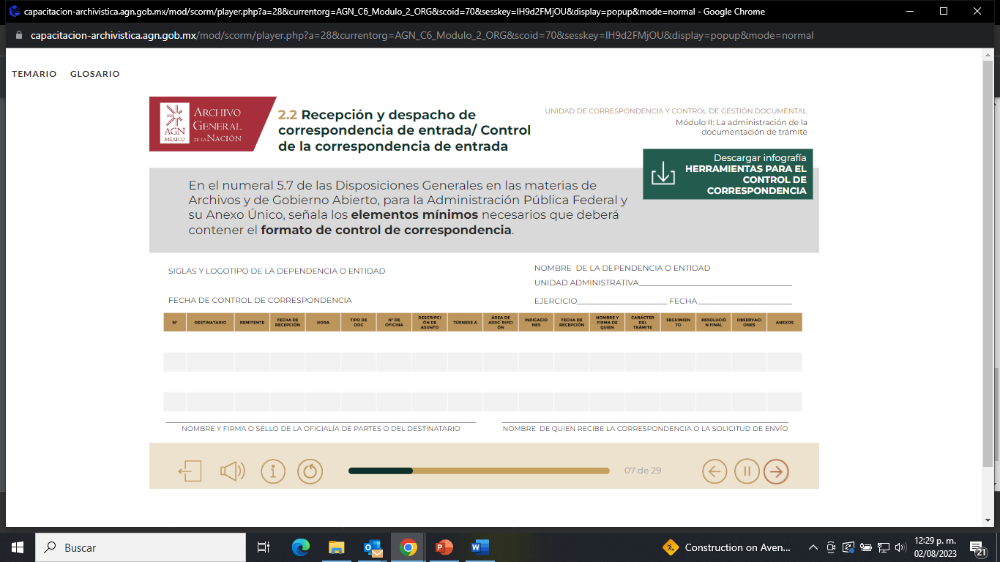 capacitacion-archivistica.agn.gob.mx/mod/scorm/player.php?a=28&currentorg=AGN_C6_Modulo_2_ORG&scoid=70&sesskey=IH9d2FMjOU&display=popup&mode=normal - Google Chrome
capacitacion-archivistica.agn.gob.mx/mod/scorm/player.php?a=28&currentorg=AGN_C6_Modulo_2_ORG&scoid=70&sesskey=IH9d2FMjOU&display=popup&mode=normal
TEMARIO GLOSARIO
ARCHIVO
GENERAL
DE LA NACIÓN
AGN
MÉXICO
2.2 Recepción y despacho de
correspondencia de entrada/ Control
de la correspondencia de entrada
UNIDAD DE CORRESPONDENCIA Y CONTROL DE GESTIÓN DOCUMENTAL
Módulo II: La administración de la
documentación de trámite
Descargar infografía
HERRAMIENTAS PARA EL
CONTROL DE
CORRESPONDENCIA
En el numeral 5.7 de las Disposiciones Generales en las materias de
Archivos y de Gobierno Abierto, para la Administración Pública Federal y
su Anexo Único, señala los elementos mínimos necesarios que deberá
contener el formato de control de correspondencia.
SIGLAS Y LOGOTIPO DE LA DEPENDENCIA O ENTIDAD
NOMBRE DE LA DEPENDENCIA O ENTIDAD
UNIDAD ADMINISTRATIVA
FECHA DE CONTROL DE CORRESPONDENCIA
EJERCICIO FECHA
N°
DESTINATARIO
REMITENTE
FECHA DE
RECEPCIÓN
HORA
TIPO DE
DOC
N° DE
OFICINA
DESCRIPCI
ÓN DE
ASUNTO
TÚRNESE A
ÁREA DE
ADSC RIPCI
ÓN
INDICACIO
NES
FECHA DE
RECEPCIÓN
NOMBRE Y
FIRMA DE
QUIEN
CARÁCTER
DEL
TRÁMITE
SEGUIMIEN
TO
RESOLUCIÓ
N FINAL
OBSERVACI
ONES
ANEXOS
NOMBRE Y FIRMA O SELLO DE LA OFICIALÍA DE PARTES O DEL DESTINATARIO
NOMBRE DE QUIEN RECIBE LA CORRESPONDENCIA O LA SOLICITUD DE ENVÍO
07 de 29
Buscar
Construction on Aven...
12:29 p. m.
02/08/2023
21